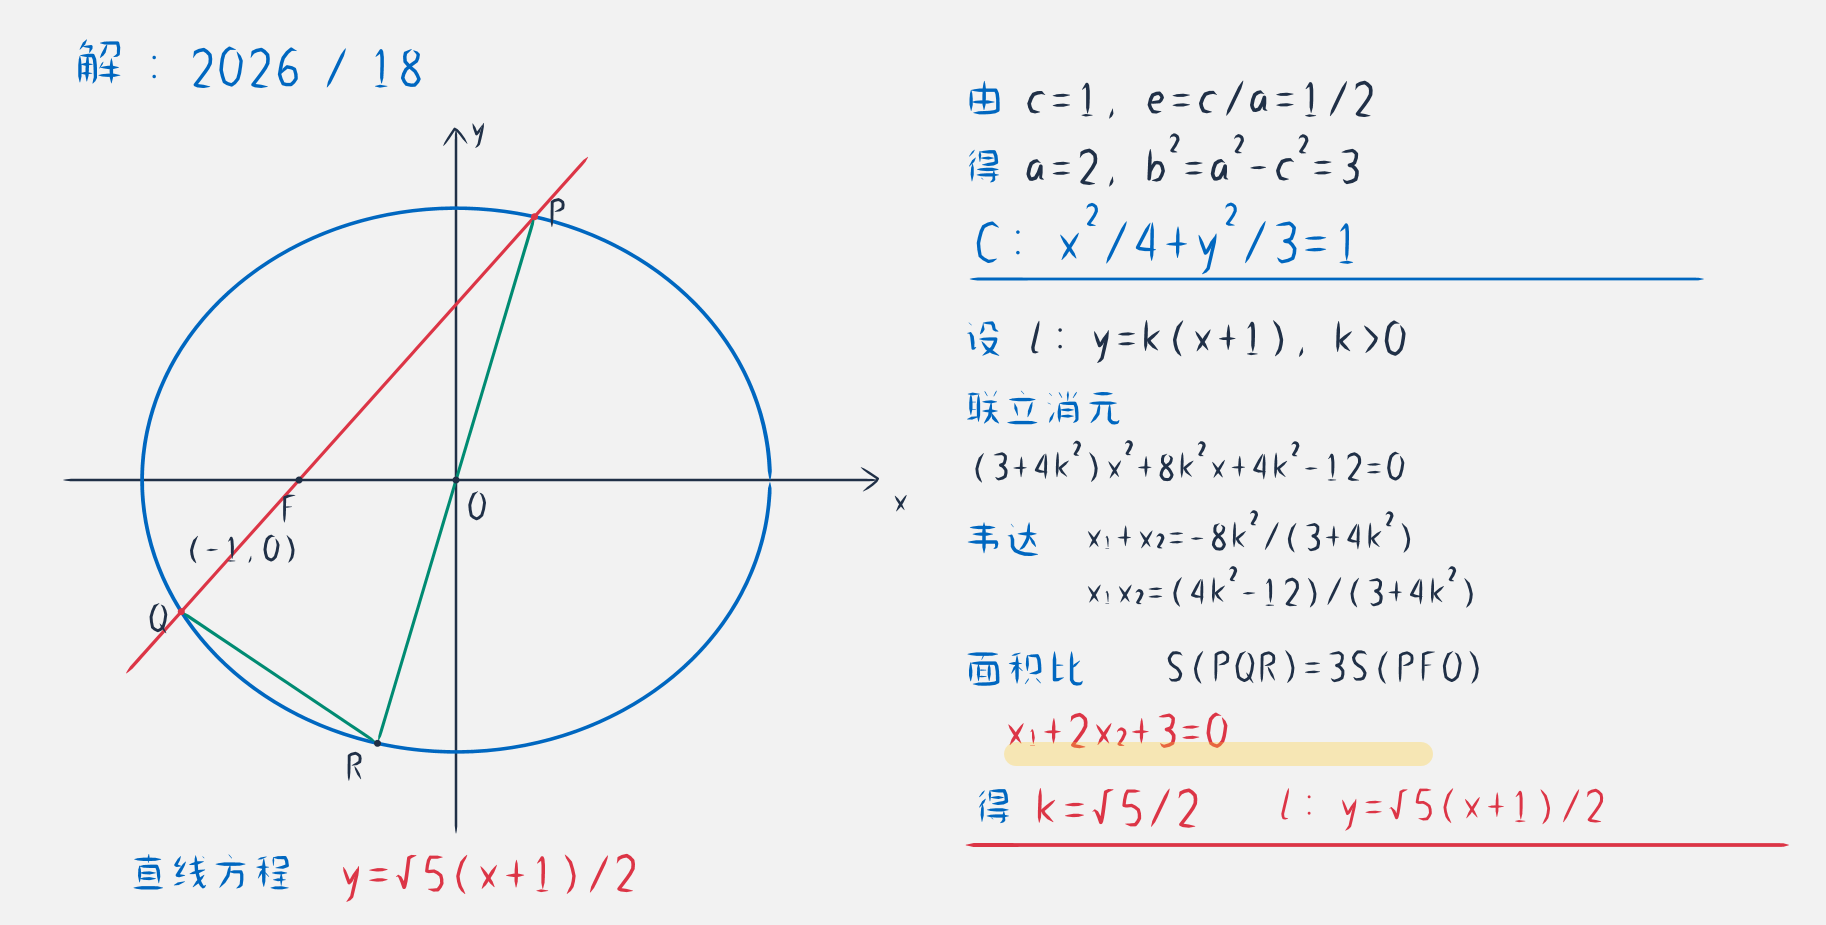 解：2026 / 18
y
P
F
O
x
(-1,0)
Q
R
直线方程 y=√5(x+1)/2
由 c=1, e=c/a=1/2
得 a=2, b²=a²-c²=3
C: x²/4+y²/3=1
设 l: y=k(x+1), k>0
联立消元
(3+4k²)x²+8k²x+4k²-12=0
韦达 x₁+x₂=-8k²/(3+4k²)
x₁x₂=(4k²-12)/(3+4k²)
面积比 S(PQR)=3S(PFO)
x₁+2x₂+3=0
得 k=√5/2 l: y=√5(x+1)/2